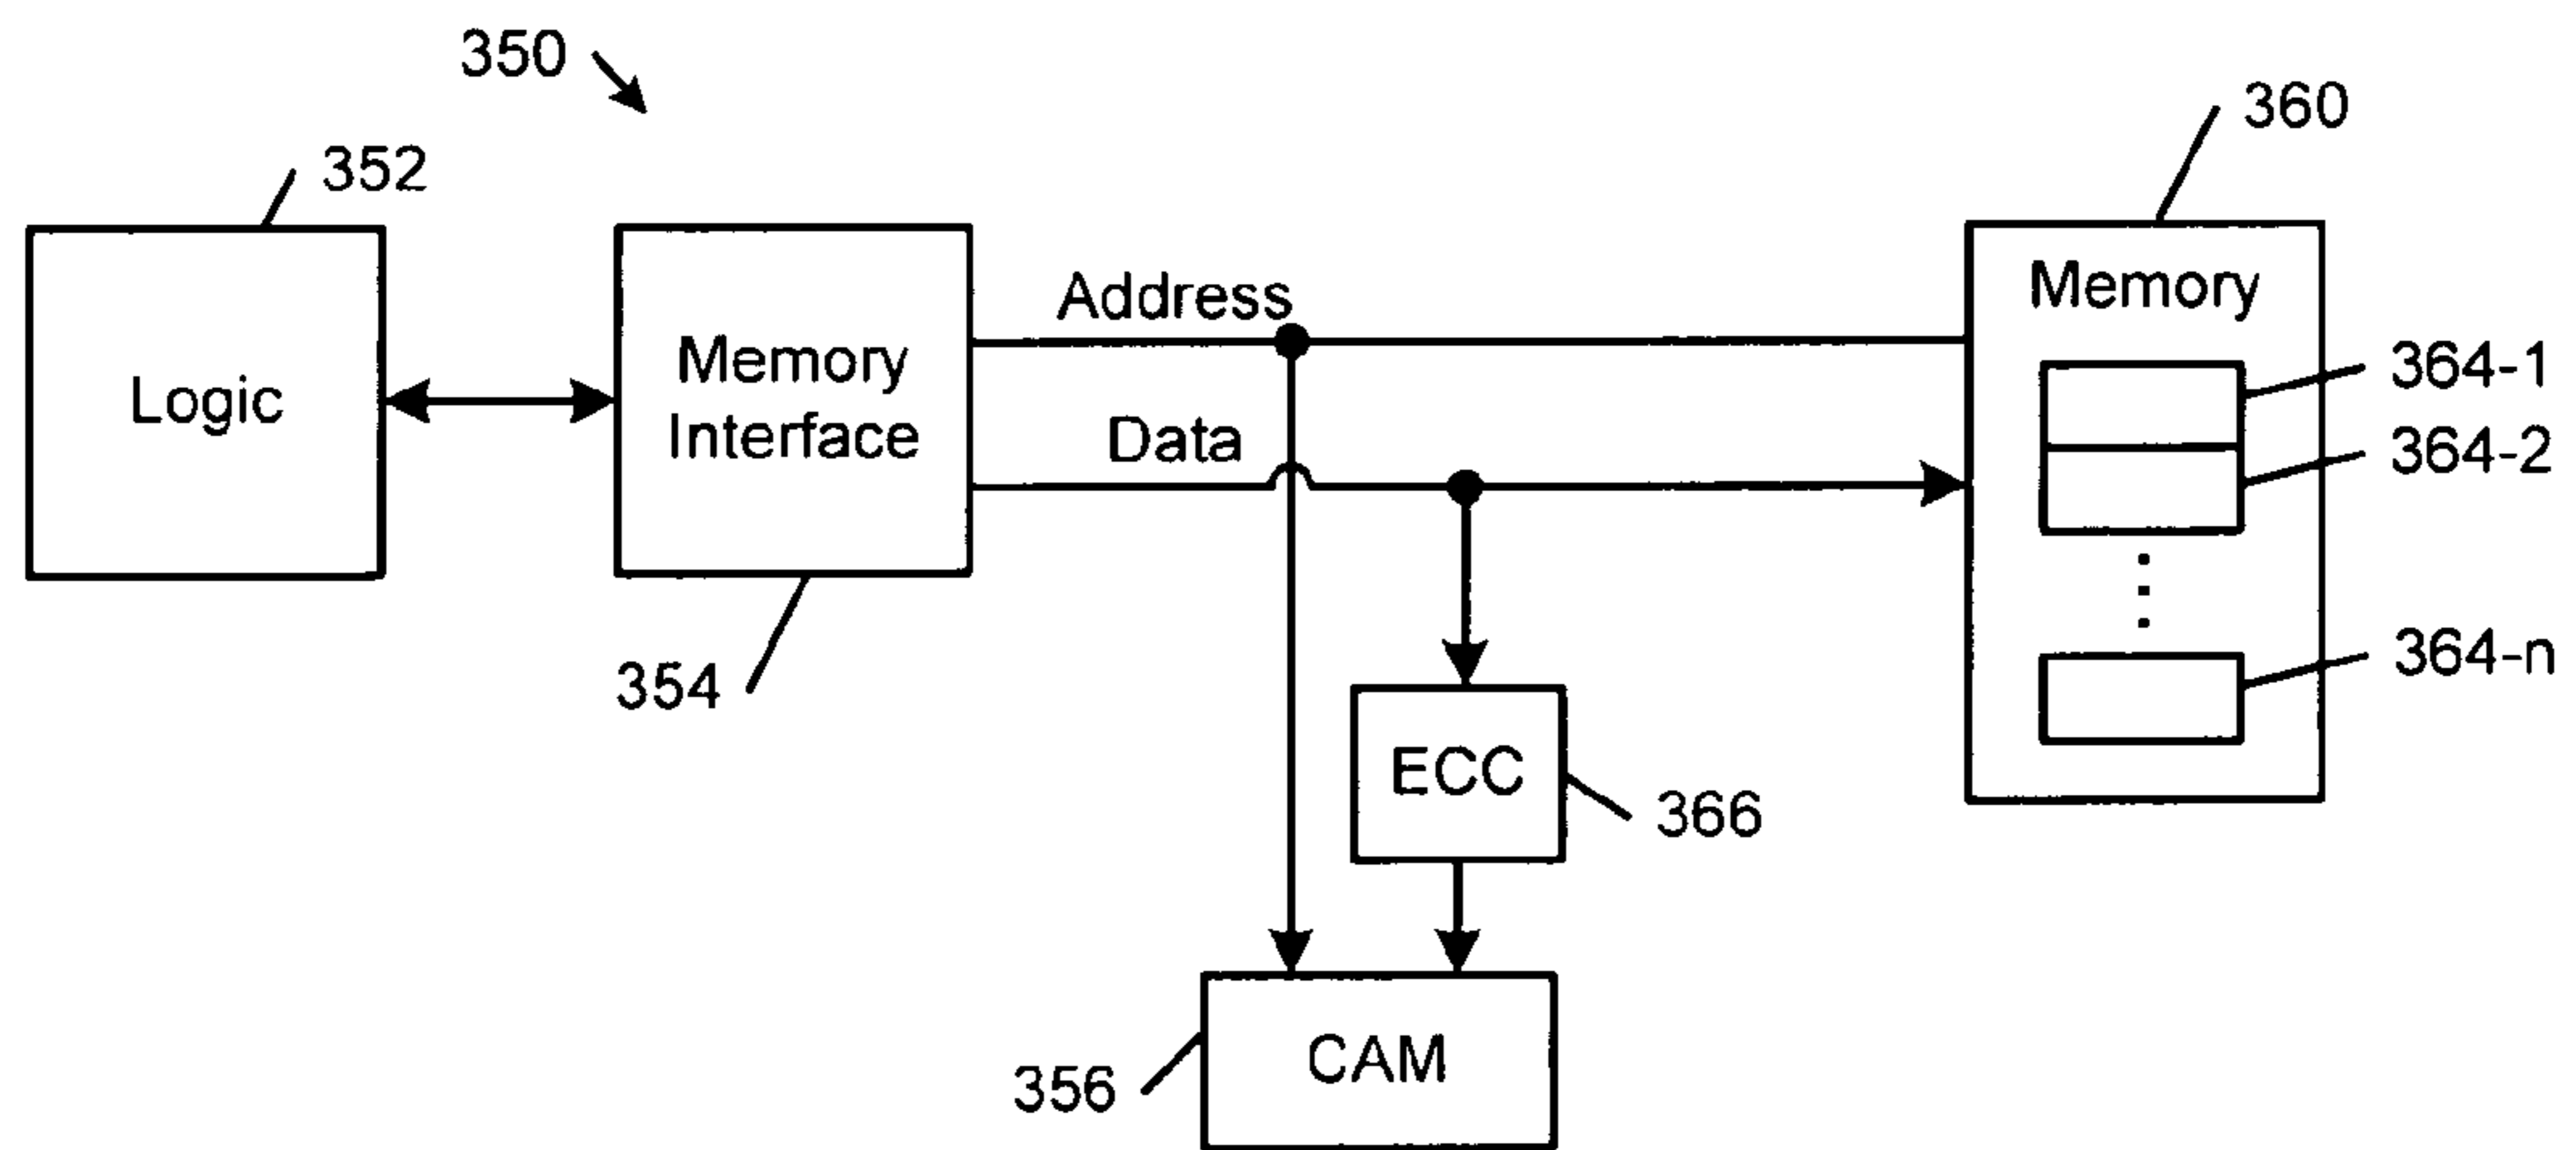 350
360
352
Memory
Address
364-1
Memory
Interface
Logic
Data
364-2
364-n
354
ECC
366
CAM
356